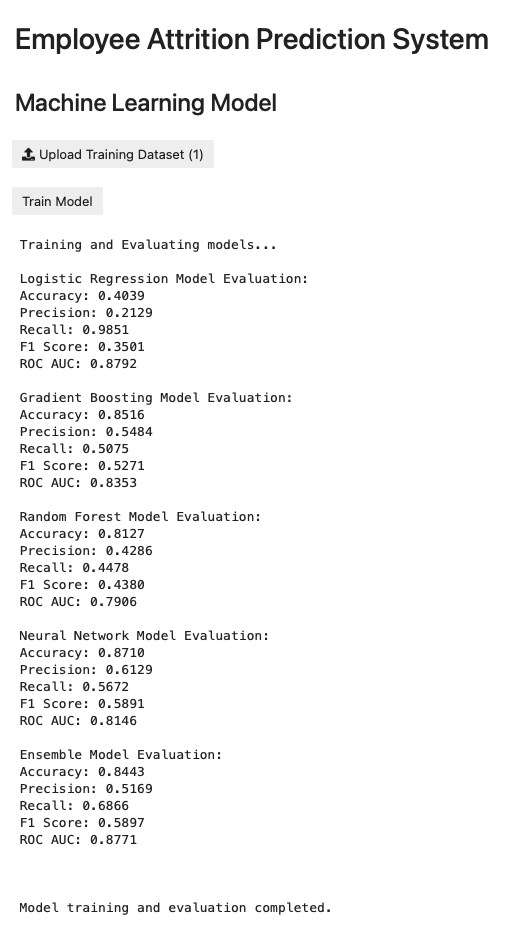 Employee Attrition Prediction System
Machine Learning Model
Upload Training Dataset (1)
Train Model
Training and Evaluating models...
Logistic Regression Model Evaluation:
Accuracy: 0.4039
Precision: 0.2129
Recall: 0.9851
F1 Score: 0.3501
ROC AUC: 0.8792
Gradient Boosting Model Evaluation:
Accuracy: 0.8516
Precision: 0.5484
Recall: 0.5075
F1 Score: 0.5271
ROC AUC: 0.8353
Random Forest Model Evaluation:
Accuracy: 0.8127
Precision: 0.4286
Recall: 0.4478
F1 Score: 0.4380
ROC AUC: 0.7906
Neural Network Model Evaluation:
Accuracy: 0.8710
Precision: 0.6129
Recall: 0.5672
F1 Score: 0.5891
ROC AUC: 0.8146
Ensemble Model Evaluation:
Accuracy: 0.8443
Precision: 0.5169
Recall: 0.6866
F1 Score: 0.5897
ROC AUC: 0.8771
Model training and evaluation completed.